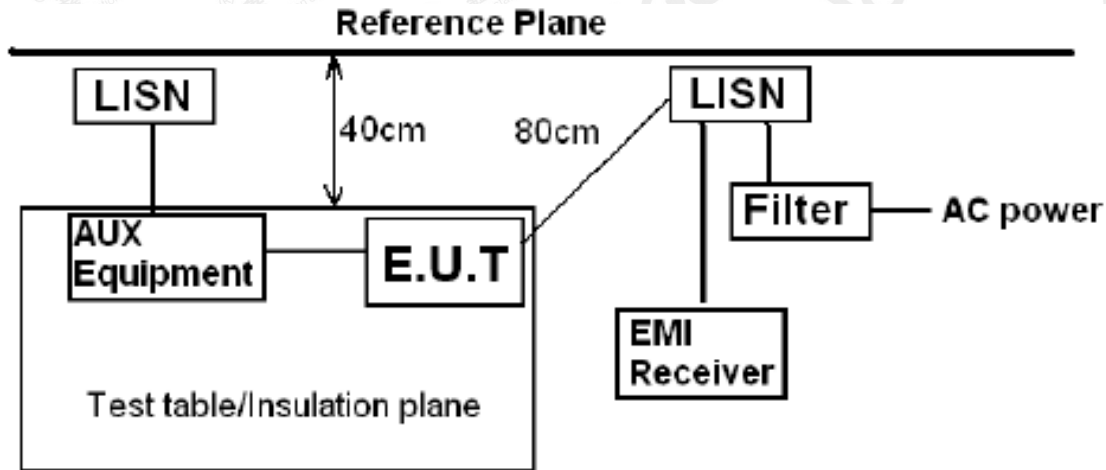 Reference Plane
LISN
40cm
80cm
LISN
Filter
AC power
AUX
Equipment
E.U.T
EMI
Receiver
Test table/Insulation plane